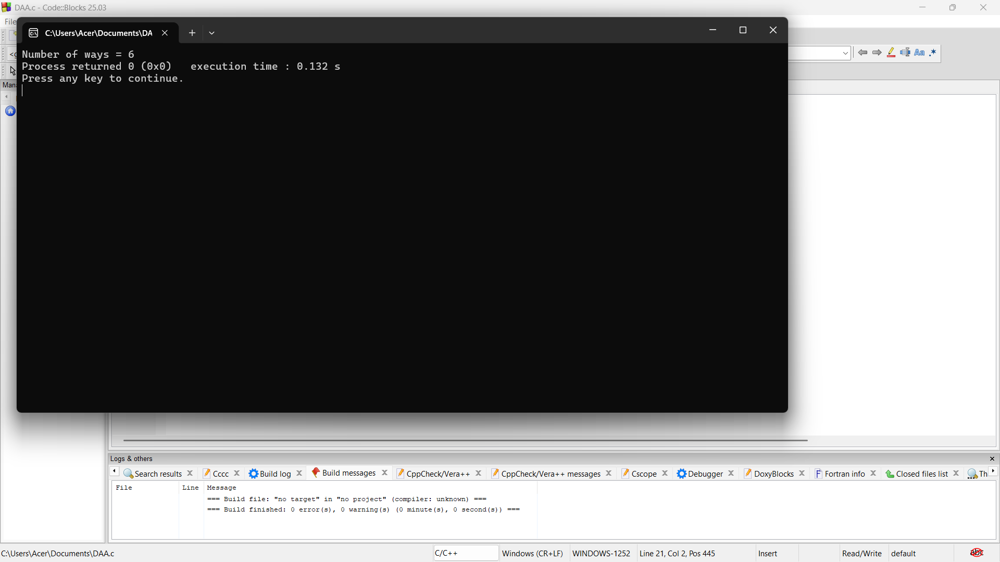 DAA.c - Code::Blocks 25.03
File
C:\Users\Acer\Documents\DA
Number of ways = 6
Process returned 0 (0x0)   execution time : 0.132 s
Press any key to continue.
Logs & others
Search results
Cccc
Build log
Build messages
CppCheck/Vera++
CppCheck/Vera++ messages
Cscope
Debugger
DoxyBlocks
Fortran info
Closed files list
Th
File Line Message
=== Build file: "no target" in "no project" (compiler: unknown) ===
=== Build finished: 0 error(s), 0 warning(s) (0 minute(s), 0 second(s)) ===
C:\Users\Acer\Documents\DAA.c
C/C++
Windows (CR+LF)
WINDOWS-1252
Line 21, Col 2, Pos 445
Insert
Read/Write
default